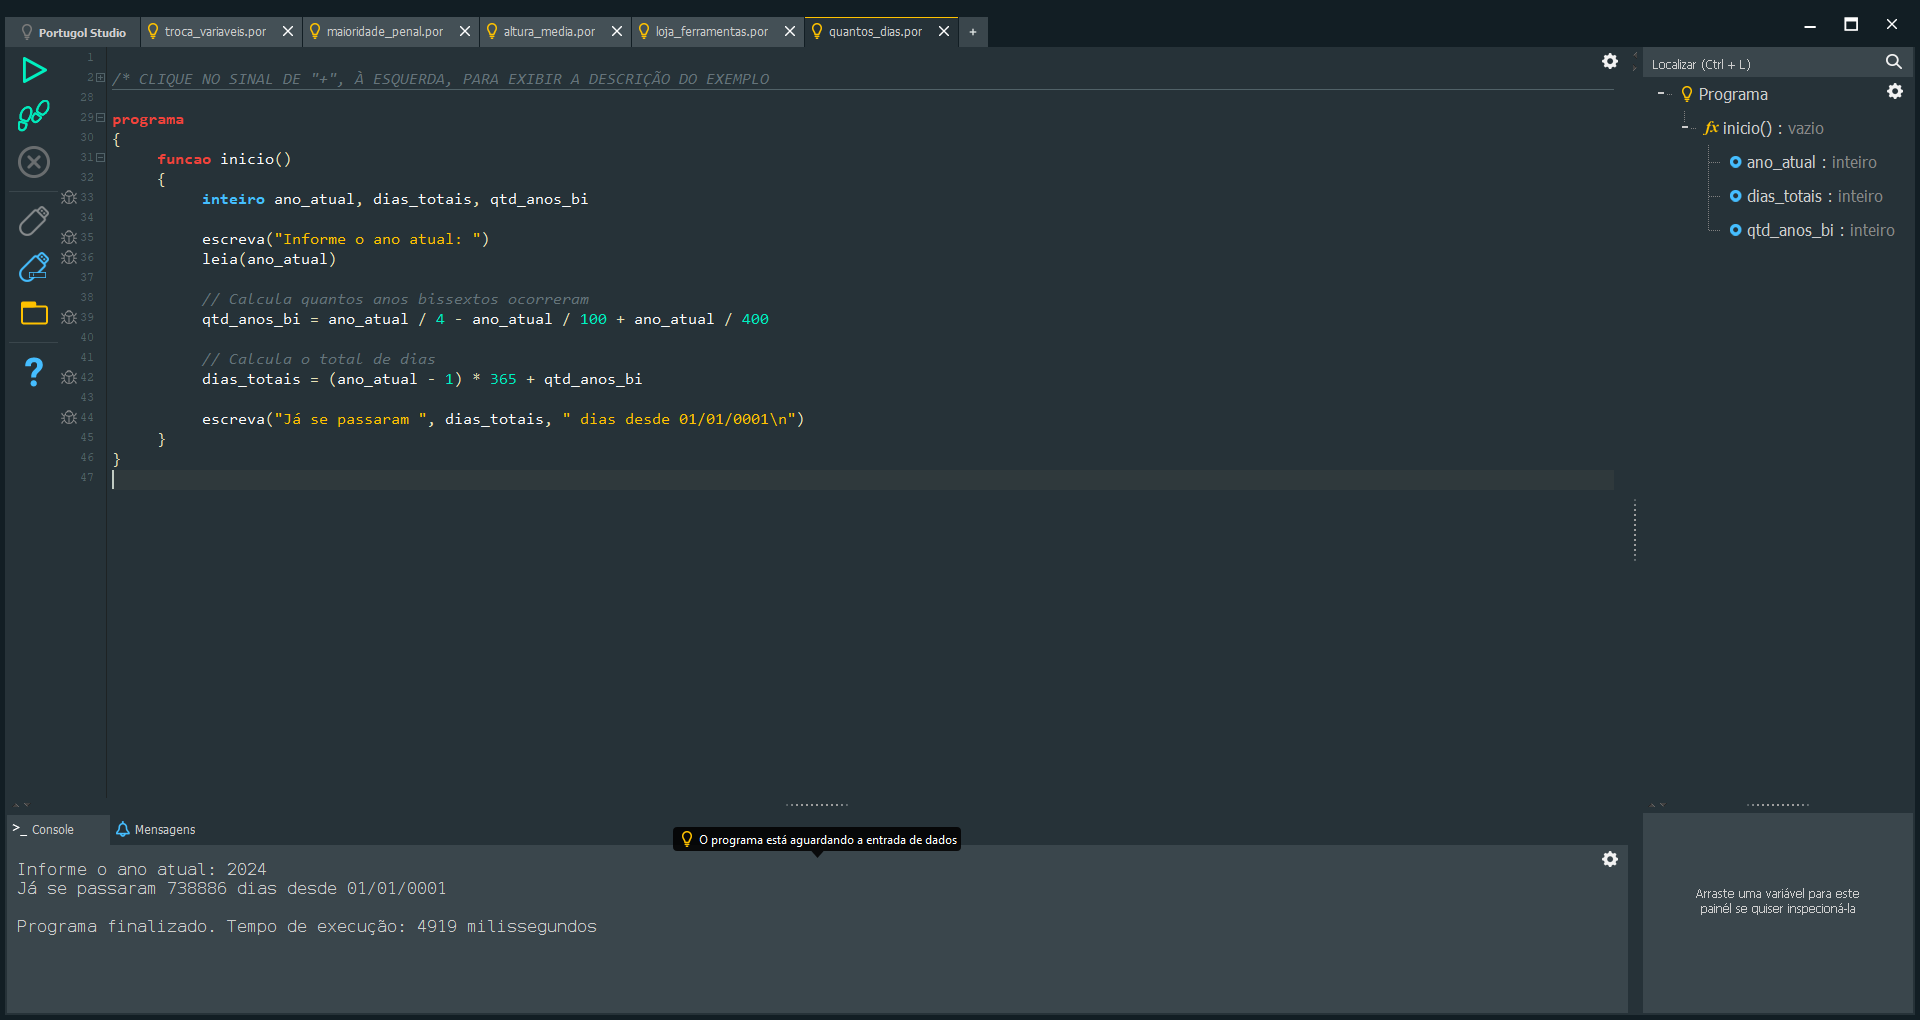 Portugol Studio
troca_variaveis.por
maioridade_penal.por
altura_media.por
loja_ferramentas.por
quantos_dias.por
+
1
2 /* CLIQUE NO SINAL DE "+", À ESQUERDA, PARA EXIBIR A DESCRIÇÃO DO EXEMPLO
28
29 programa
30 {
31 funcao inicio()
32 {
33 inteiro ano_atual, dias_totais, qtd_anos_bi
34
35 escreva("Informe o ano atual: ")
36 leia(ano_atual)
37
38 // Calcula quantos anos bissextos ocorreram
39 qtd_anos_bi = ano_atual / 4 - ano_atual / 100 + ano_atual / 400
40
41 // Calcula o total de dias
42 dias_totais = (ano_atual - 1) * 365 + qtd_anos_bi
43
44 escreva("Já se passaram ", dias_totais, " dias desde 01/01/0001\n")
45 }
46 }
47
Localizar (Ctrl + L)
Programa
fx inicio() : vazio
ano_atual : inteiro
dias_totais : inteiro
qtd_anos_bi : inteiro
>_ Console
Mensagens
O programa está aguardando a entrada de dados
Informe o ano atual: 2024
Já se passaram 738886 dias desde 01/01/0001
Programa finalizado. Tempo de execução: 4919 milissegundos
Arraste uma variável para este
painél se quiser inspecioná-la